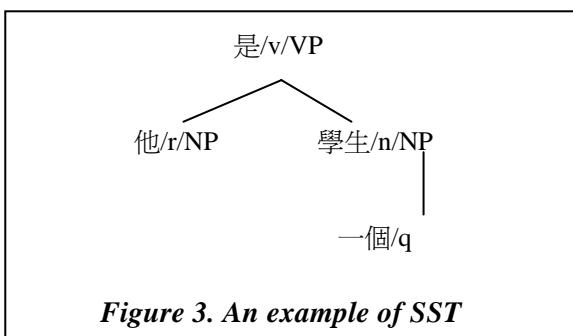 是/v/VP
他/r/NP 學生/n/NP
一個/q
Figure 3. An example of SST